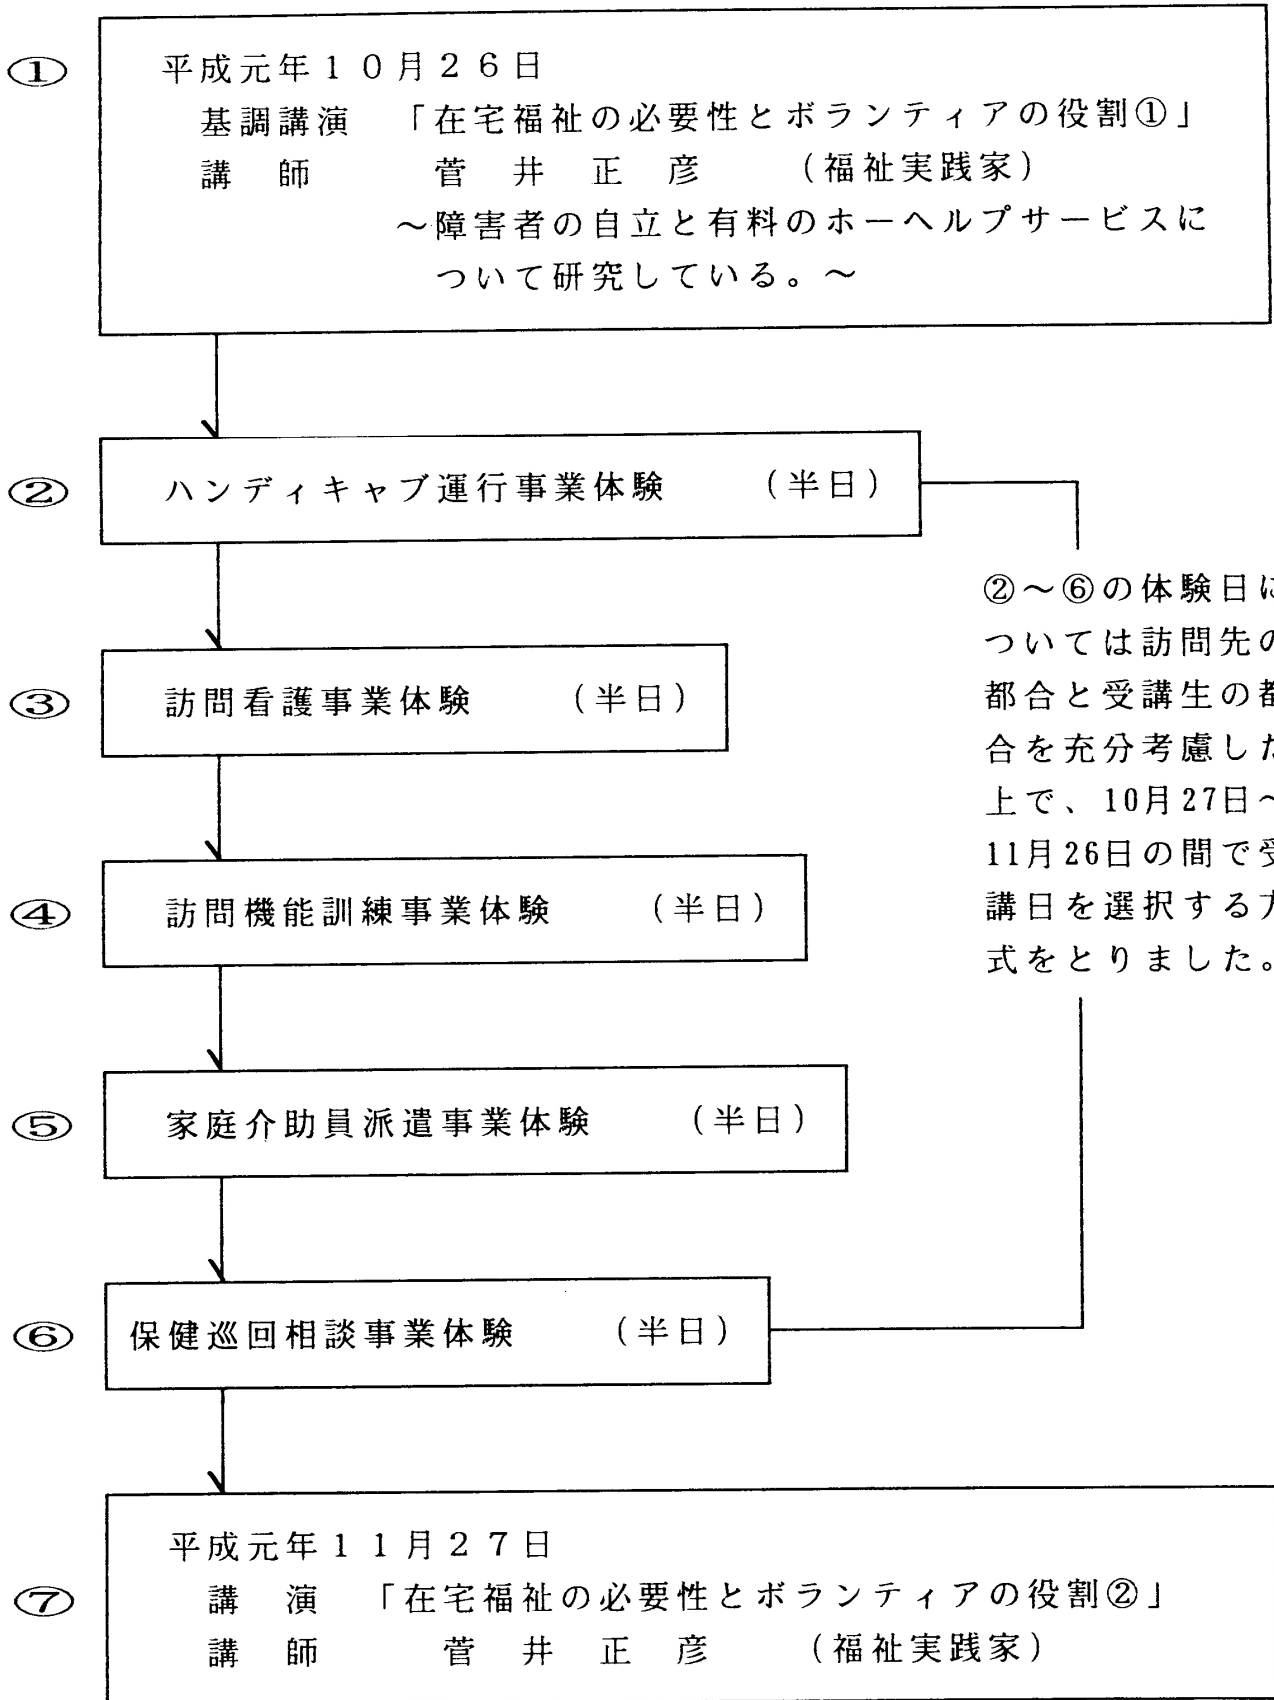 ① 平成元年１０月２６日
基調講演 「在宅福祉の必要性とボランティアの役割①」
講 師 菅 井 正 彦 （福祉実践家）
～障害者の自立と有料のホーヘルプサービスに
ついて研究している。～
② ハンディキャブ運行事業体験 （半日）
②～⑥の体験日に
ついては訪問先の
都合と受講生の都
合を充分考慮した
上で、10月27日～
11月26日の間で受
講日を選択する方
式をとりました。
③ 訪問看護事業体験 （半日）
④ 訪問機能訓練事業体験 （半日）
⑤ 家庭介助員派遣事業体験 （半日）
⑥ 保健巡回相談事業体験 （半日）
⑦ 平成元年１１月２７日
講 演 「在宅福祉の必要性とボランティアの役割②」
講 師 菅 井 正 彦 （福祉実践家）